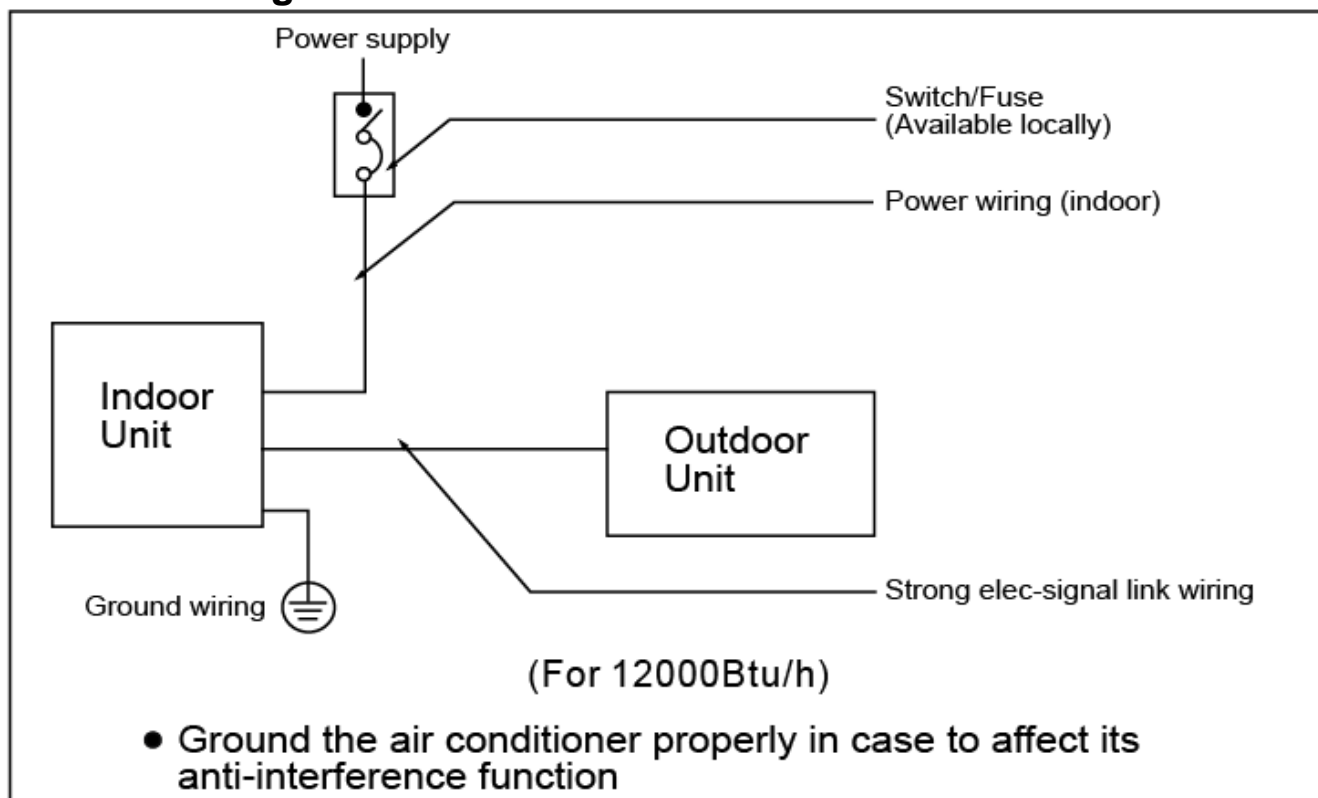 Power supply
Switch/Fuse
(Available locally)
Power wiring (indoor)
Indoor
Unit
Outdoor
Unit
Ground wiring
Strong elec-signal link wiring
(For 12000Btu/h)
● Ground the air conditioner properly in case to affect its
anti-interference function